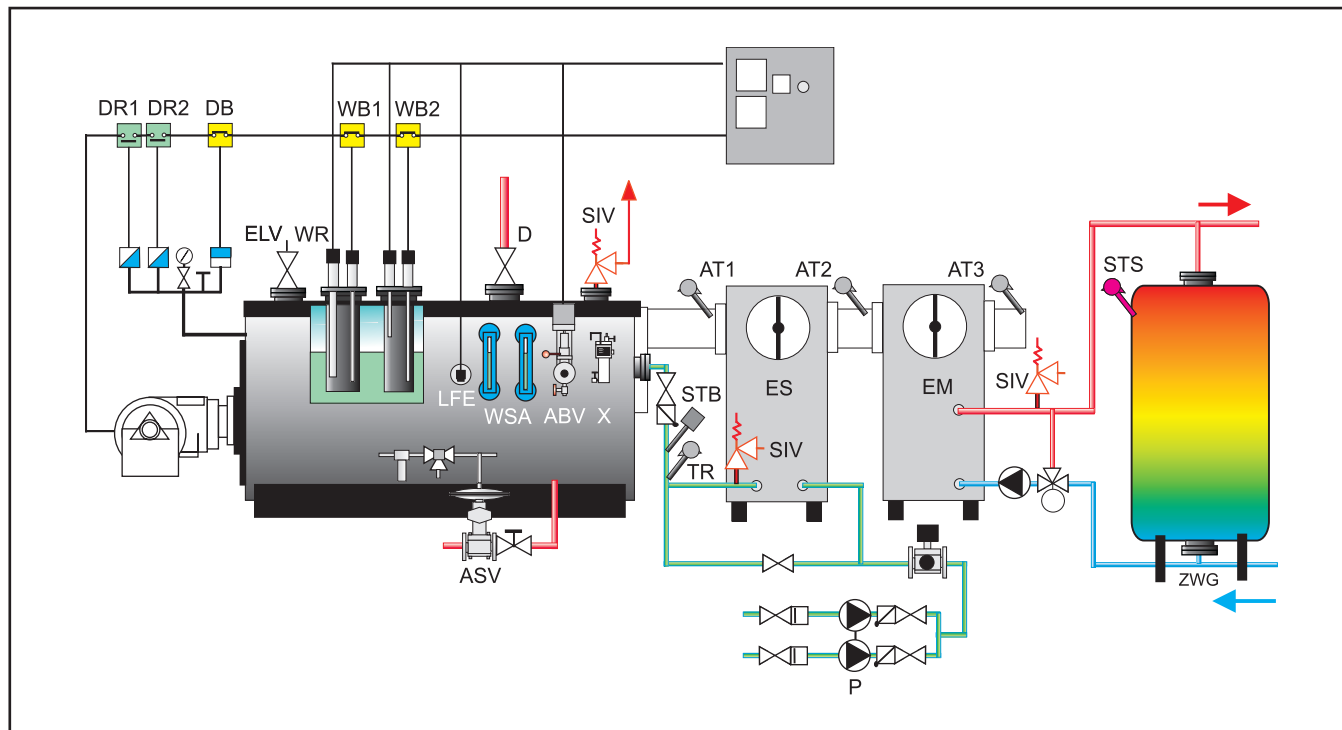 DR1 DR2 DB WB1 WB2
ELV WR D SIV
AT1 AT2 AT3 STS
LFE WSA ABV X STB ES EM SIV
TR SIV
ASV
ZWG
P